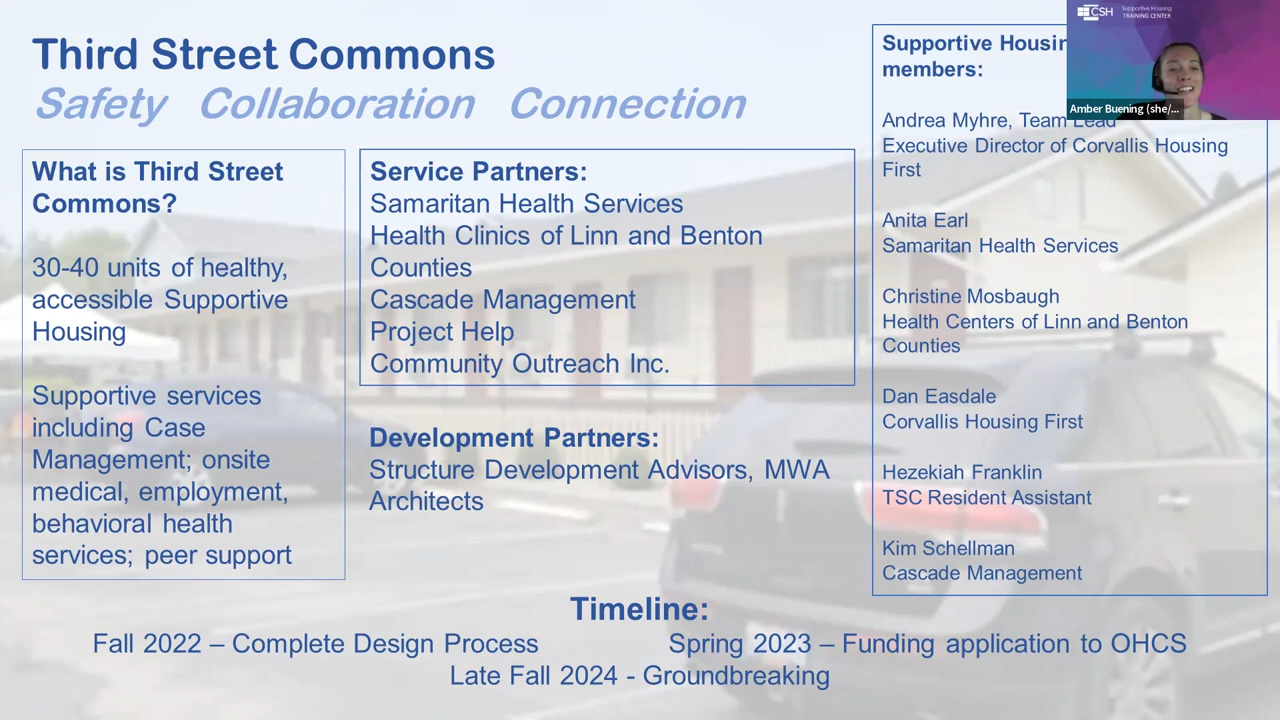 Third Street Commons
Safety Collaboration Connection
What is Third Street
Commons?
30-40 units of healthy,
accessible Supportive
Housing
Supportive services
including Case
Management; onsite
medical, employment,
behavioral health
services; peer support
Service Partners:
Samaritan Health Services
Health Clinics of Linn and Benton
Counties
Cascade Management
Project Help
Community Outreach Inc.
Development Partners:
Structure Development Advisors, MWA
Architects
Supportive
members:
Andrea Myhre, Team Lead
Executive Director of Corvallis Housing
First
Anita Earl
Samaritan Health Services
Christine Mosbaugh
Health Centers of Linn and Benton
Counties
Dan Easdale
Corvallis Housing First
Hezekiah Franklin
TSC Resident Assistant
Kim Schellman
Cascade Management
CSH Supportive Housing
TRAINING CENTER
Amber Buening (she/...
Timeline:
Fall 2022 – Complete Design Process Spring 2023 – Funding application to OHCS
Late Fall 2024 - Groundbreaking